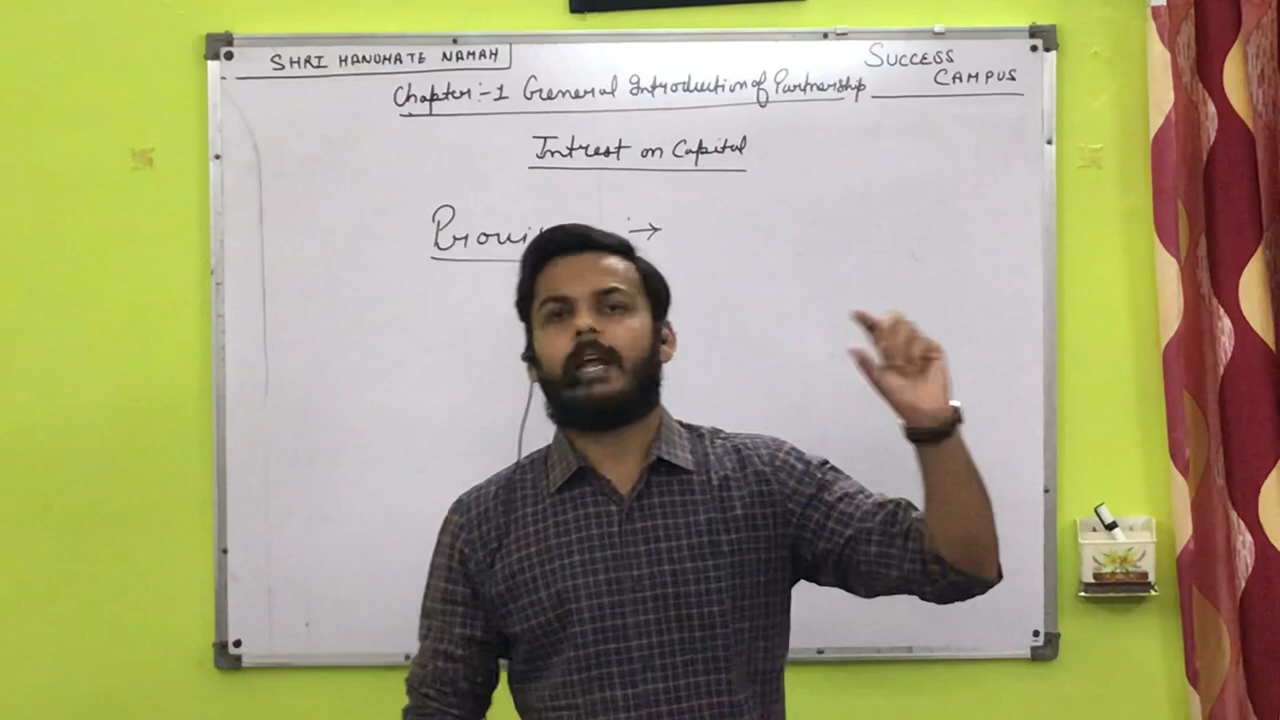 SHRI HANUMATE NAMAH
SUCCESS
CAMPUS
Chapter:-1 General Introduction of Partnership
Intrest on Capital
→